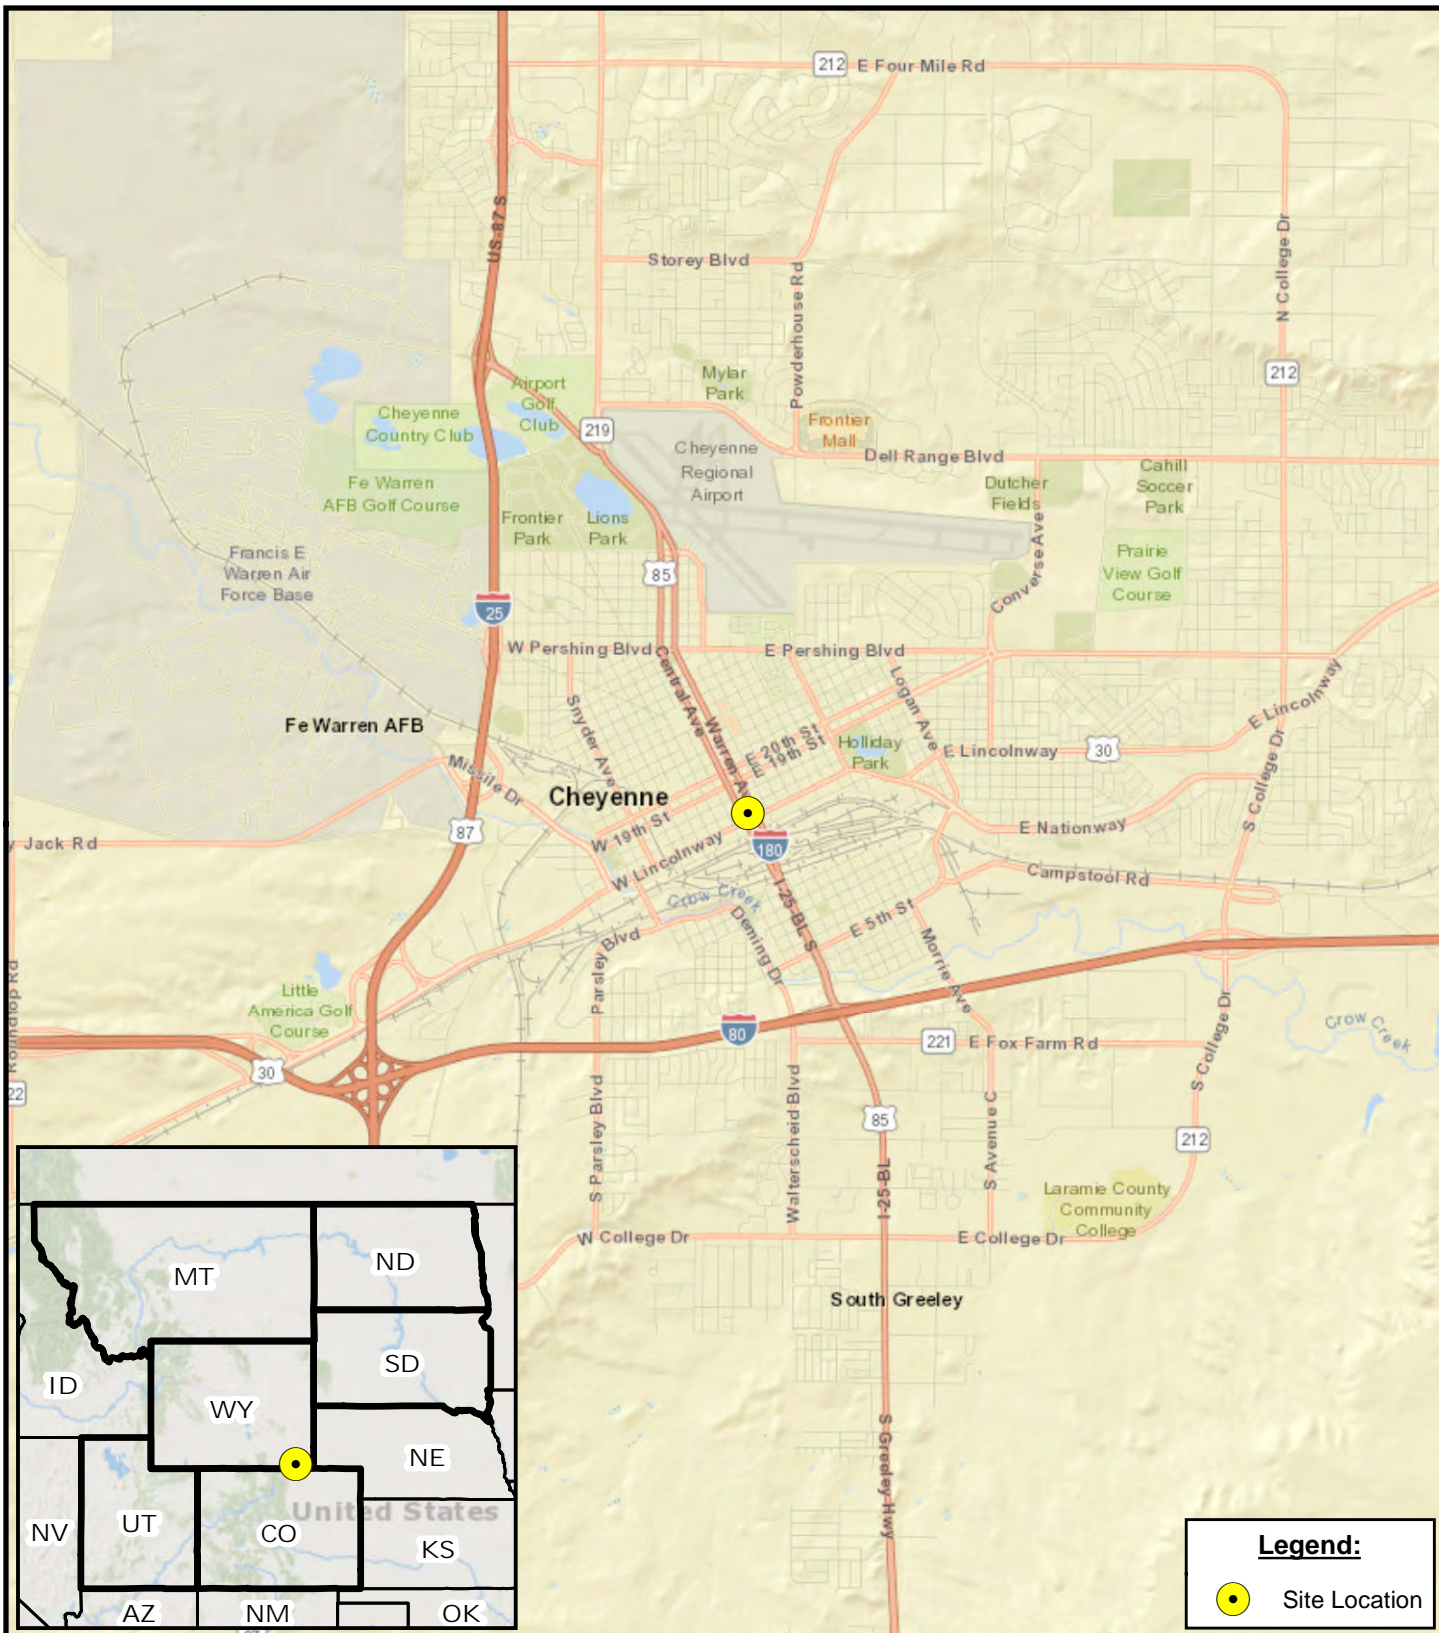 212
E Four Mile Rd
US-87 S
N College Dr
Storey Blvd
Powderhouse Rd
212
Mylar
Park
Airport
Golf
Club
Cheyenne
Country Club
219
Frontier
Mall
Cheyenne
Regional
Airport
Dell Range Blvd
Cahill
Soccer
Park
Dutcher
Fields
Fe Warren
AFB Golf Course
Frontier
Park
Lions
Park
Converse Ave
Francis E
Warren Air
Force Base
Prairie
View Golf
Course
85
25
W Pershing Blvd
E Pershing Blvd
Central Ave
Logan Ave
Snyder Ave
Warren Av
Fe Warren AFB
E 20th St
E 19th St
Holliday
Park
E Lincolnway
30
E Lincolnway
Missile Dr
Cheyenne
S College Dr
W 19th St
E Nationway
87
y Jack Rd
180
W Lincolnway
Campstool Rd
Crow Creek
I-25-BL S
E 5th St
Deming Dr
Morrie Ave
Parsley Blvd
Roundtop Rd
Little
America Golf
Course
80
221
E Fox Farm Rd
Crow Creek
S College Dr
30
22
S Parsley Blvd
Walterscheid Blvd
85
S Avenue C
212
I-25-BL
Laramie County
Community
College
W College Dr
E College Dr
South Greeley
S Greeley Hwy
MT
ND
ID
SD
WY
NE
United States
NV
UT
CO
KS
AZ
NM
OK
Legend:
Site Location